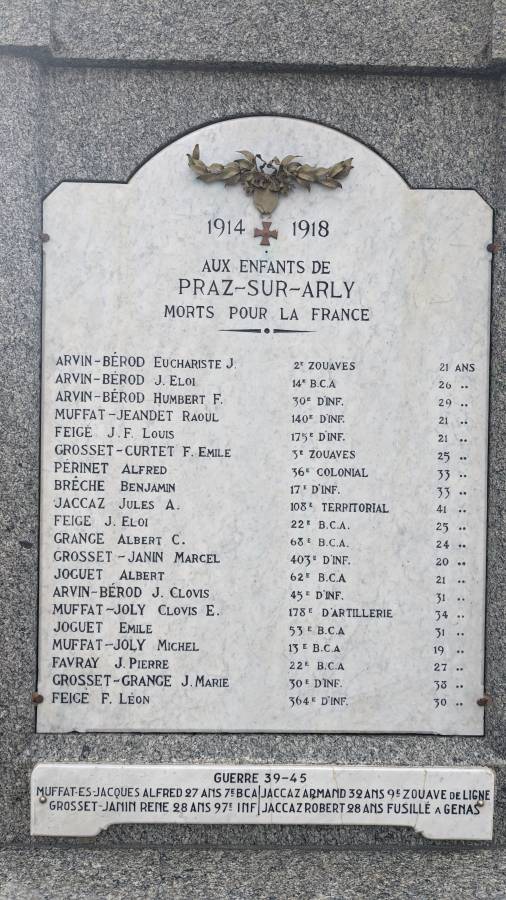 1914 1918
AUX ENFANTS DE
PRAZ-SUR-ARLY
MORTS POUR LA FRANCE
ARVIN-BÉROD EUCHARISTE J. 2E ZOUAVES 21 ANS
ARVIN-BÉROD J. ELOI 14E B.C.A 26 ..
ARVIN-BÉROD HUMBERT F. 30E D'INF. 29 ..
MUFFAT-JEANDET RAOUL 140E D'INF. 21 ..
FEIGE J.F. LOUIS 175E D'INF. 21 ..
GROSSET-CURTET F. EMILE 3E ZOUAVES 25 ..
PÉRINET ALFRED 36E COLONIAL 33 ..
BRÊCHE BENJAMIN 17E D'INF. 33 ..
JACCAZ JULES A. 108E TERRITORIAL 41 ..
FEIGE J. ELOI 22E B.C.A. 25 ..
GRANGE ALBERT C. 68E B.C.A. 24 ..
GROSSET-JANIN MARCEL 403E D'INF. 20 ..
JOGUET ALBERT 62E B.C.A 21 ..
ARVIN-BÉROD J. CLOVIS 45E D'INF. 31 ..
MUFFAT-JOLY CLOVIS E. 178E D'ARTILLERIE 34 ..
JOGUET EMILE 53E B.C.A 31 ..
MUFFAT-JOLY MICHEL 13E B.C.A 19 ..
FAVRAY J. PIERRE 22E B.C.A 27 ..
GROSSET-GRANGE J. MARIE 30E D'INF. 38 ..
FEIGE F. LÉON 364E D'INF. 30 ..
GUERRE 39-45
MUFFAT-ES-JACQUES ALFRED 27 ANS 7E BCA JACCAZ ARMAND 32 ANS 9E ZOUAVE DE LIGNE
GROSSET-JANIN RENE 28 ANS 97E INF JACCAZ ROBERT 28 ANS FUSILLÉ A GENAS